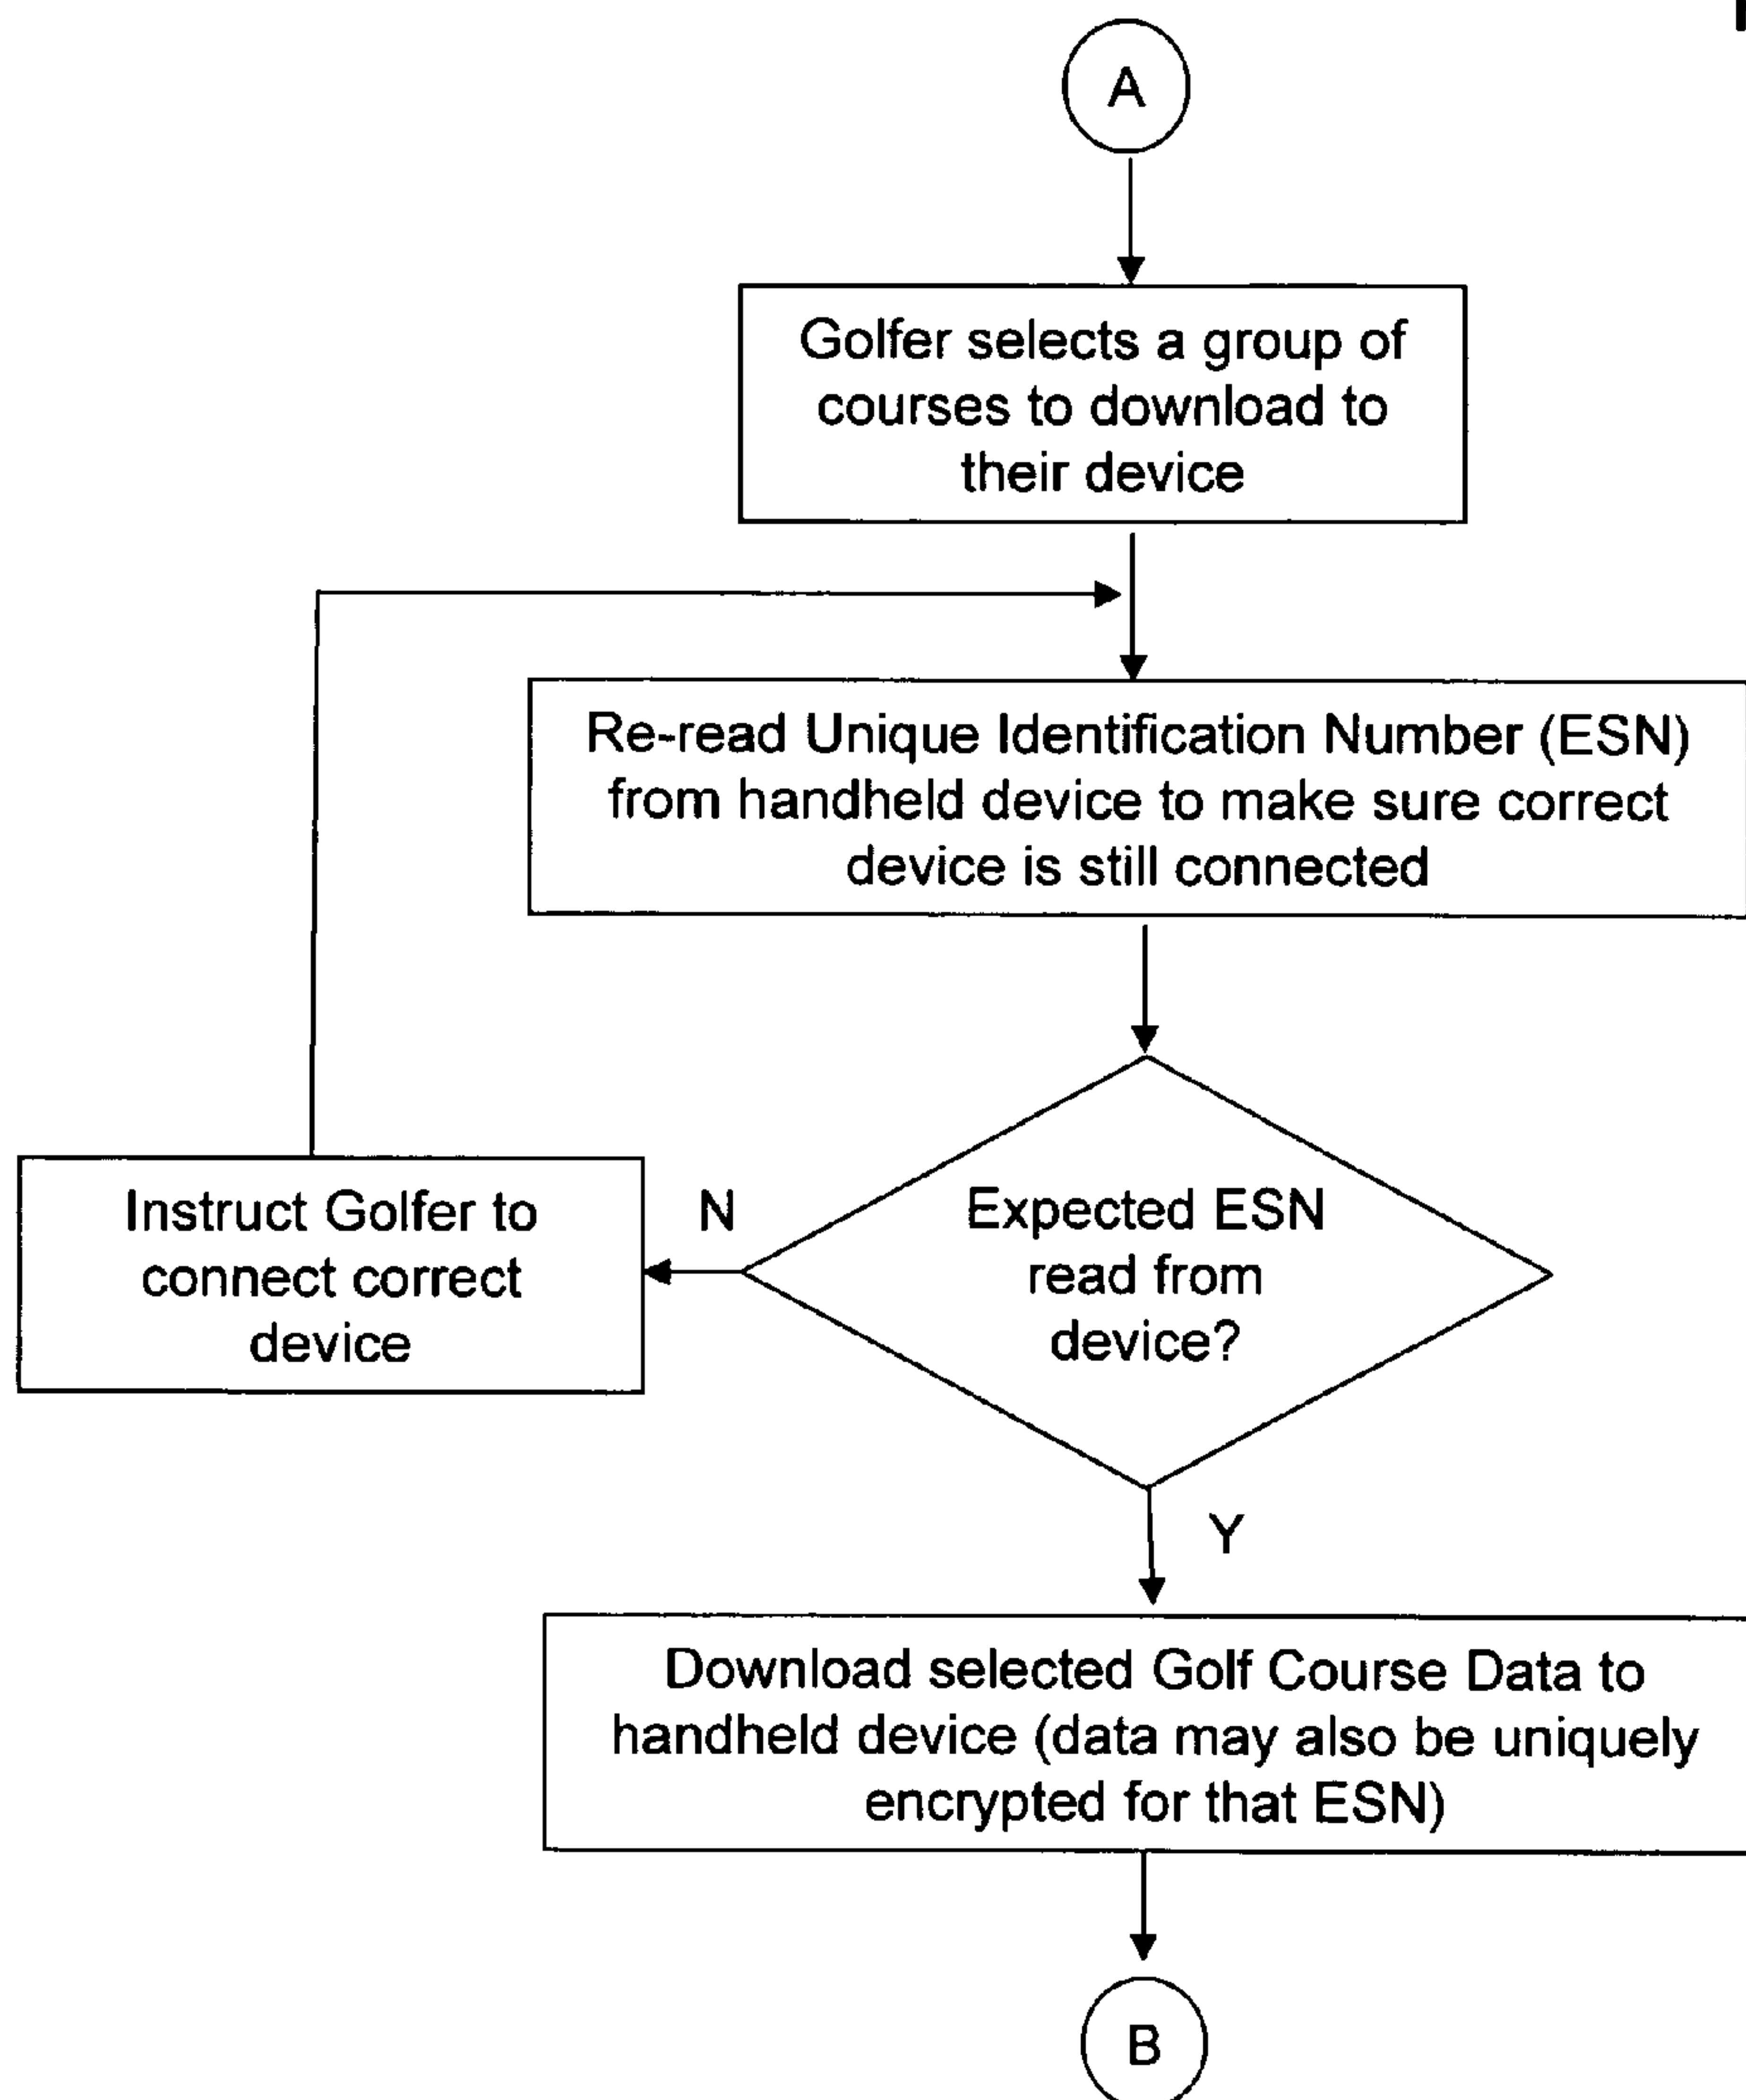 A
Golfer selects a group of
courses to download to
their device
Re-read Unique Identification Number (ESN)
from handheld device to make sure correct
device is still connected
Instruct Golfer to
connect correct
device
N
Expected ESN
read from
device?
Y
Download selected Golf Course Data to
handheld device (data may also be uniquely
encrypted for that ESN)
B